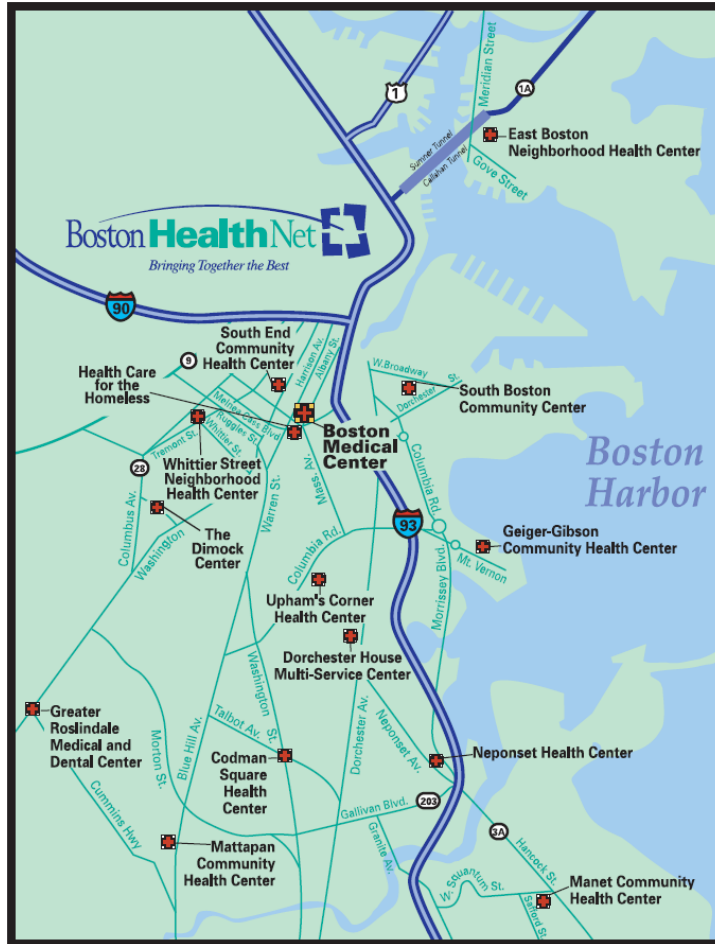 1
1A
Meridian Street
Sumner Tunnel
Callahan Tunnel
Gove Street
East Boston
Neighborhood Health Center
Boston HealthNet
Bringing Together the Best
90
South End
Community
Health Center
Harrison Av.
Albany St.
9
Health Care
for the
Homeless
W.Broadway
Dorchester St.
South Boston
Community Center
Melnea Cass Blvd
Ruggles St.
Whittier St.
Tremont St.
Boston
Medical
Center
Whittier Street
Neighborhood
Health Center
28
Mass. Av.
Warren St.
Columbia Rd.
Boston
Harbor
Columbus Av.
Washington
The
Dimock
Center
93
Columbia Rd.
Morrissey Blvd.
Mt. Vernon
Geiger-Gibson
Community Health Center
Upham's Corner
Health Center
Dorchester House
Multi-Service Center
Washington St.
Greater
Roslindale
Medical and
Dental Center
Morton St.
Blue Hill Av.
Talbot Av.
Dorchester Av.
Neponset Av.
Codman
Square
Health
Center
Neponset Health Center
Gallivan Blvd.
203
3A
Cummins Hwy
Mattapan
Community
Health Center
Granite Av.
Hancock St.
W. Squantum St.
Safford St.
Manet Community
Health Center